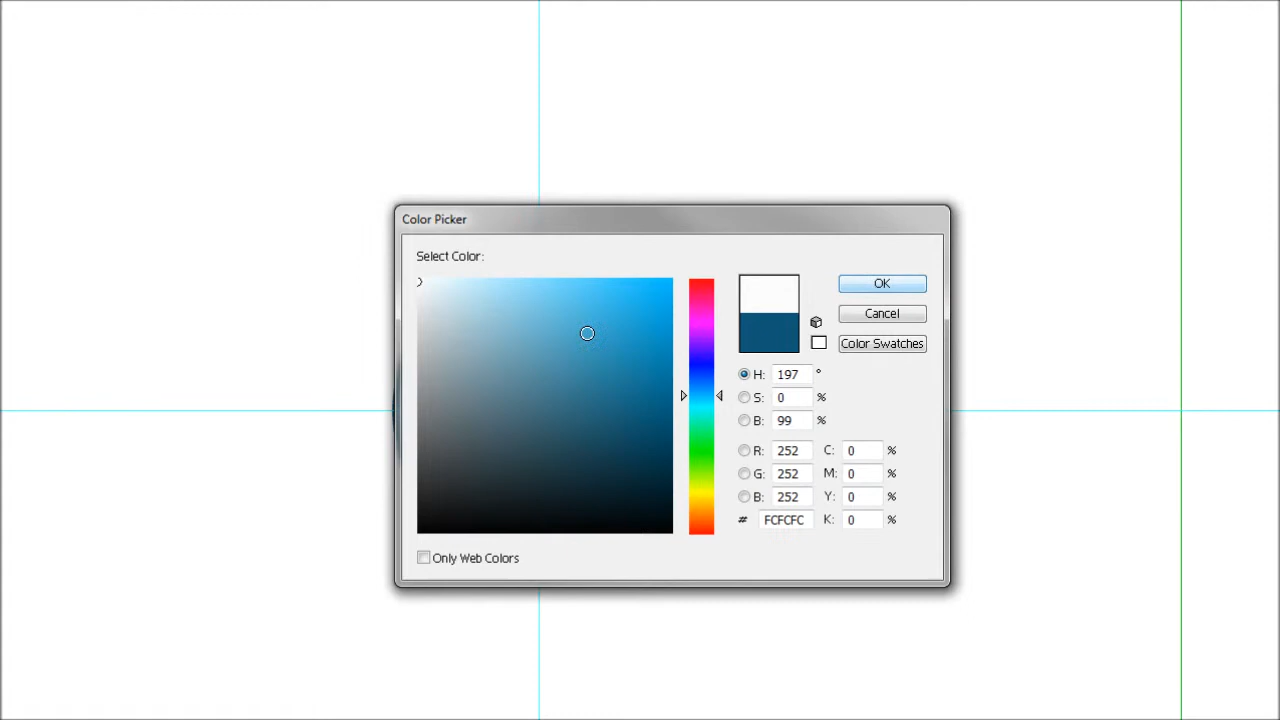 Color Picker
Select Color:
OK
Cancel
Color Swatches
H: 197 °
S: 0 %
B: 99 %
R: 252 C: 0 %
G: 252 M: 0 %
B: 252 Y: 0 %
# FCFCFC K: 0 %
Only Web Colors